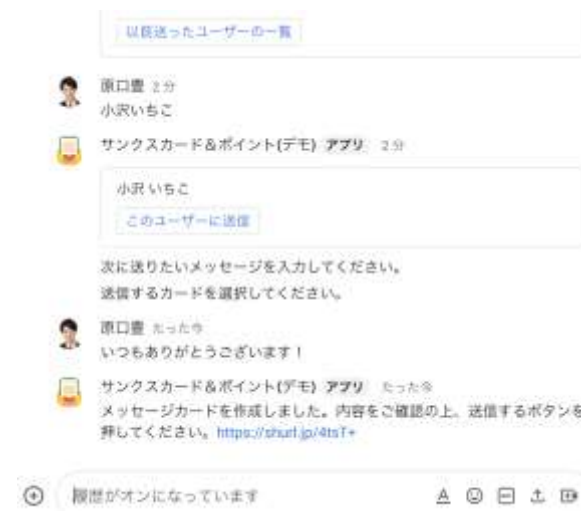 以前送ったユーザーの一覧
原口豊 2 分
小沢いちご
サンクスカード＆ポイント(デモ) アプリ 2 分
小沢 いちご
このユーザーに送信
次に送りたいメッセージを入力してください。
送信するカードを選択してください。
原口豊 たった今
いつもありがとうございます！
サンクスカード＆ポイント(デモ) アプリ たった今
メッセージカードを作成しました。内容をご確認の上、送信するボタンを
押してください。https://shurl.jp/4tsT+
履歴がオンになっています